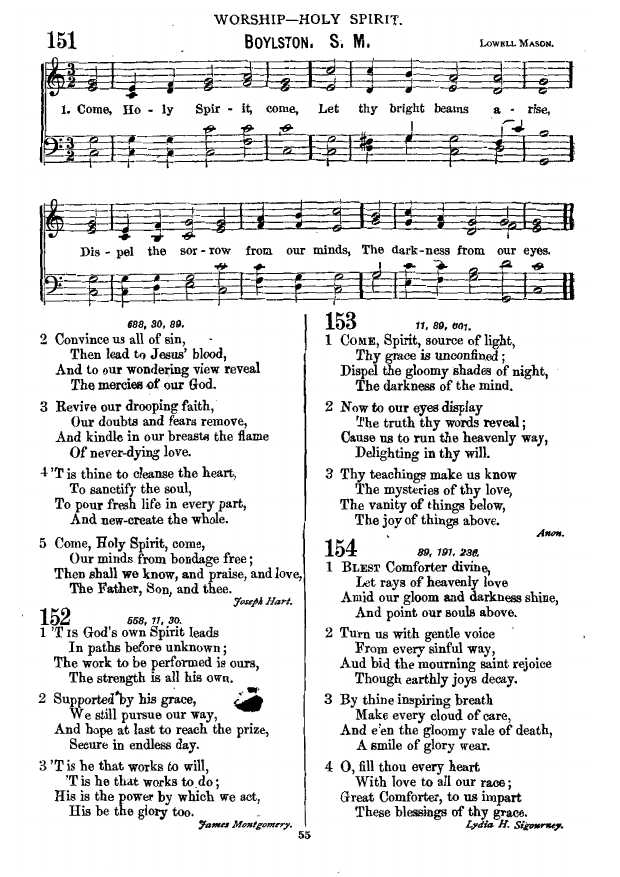 WORSHIP—HOLY SPIRIT.
151
BOYLSTON. S. M.
LOWELL MASON.
1. Come, Ho - ly Spir - it, come, Let thy bright beams a - rise,
Dis - pel the sor - row from our minds, The dark - ness from our eyes.
688, 30, 89.
2 Convince us all of sin,
Then lead to Jesus' blood,
And to our wondering view reveal
The mercies of our God.
3 Revive our drooping faith,
Our doubts and fears remove,
And kindle in our breasts the flame
Of never-dying love.
4 'T is thine to cleanse the heart,
To sanctify the soul,
To pour fresh life in every part,
And new-create the whole.
5 Come, Holy Spirit, come,
Our minds from bondage free;
Then shall we know, and praise, and love,
The Father, Son, and thee.
Joseph Hart.
152
558, 11, 30.
1 'T IS God's own Spirit leads
In paths before unknown;
The work to be performed is ours,
The strength is all his own.
2 Supported by his grace,
We still pursue our way,
And hope at last to reach the prize,
Secure in endless day.
3 'T is he that works to will,
'T is he that works to do;
His is the power by which we act,
His be the glory too.
James Montgomery.
153
11, 89, 601.
1 COME, Spirit, source of light,
Thy grace is unconfined;
Dispel the gloomy shades of night,
The darkness of the mind.
2 Now to our eyes display
The truth thy words reveal;
Cause us to run the heavenly way,
Delighting in thy will.
3 Thy teachings make us know
The mysteries of thy love,
The vanity of things below,
The joy of things above.
Anon.
154
89, 191, 236.
1 BLEST Comforter divine,
Let rays of heavenly love
Amid our gloom and darkness shine,
And point our souls above.
2 Turn us with gentle voice
From every sinful way,
And bid the mourning saint rejoice
Though earthly joys decay.
3 By thine inspiring breath
Make every cloud of care,
And e'en the gloomy vale of death,
A smile of glory wear.
4 O, fill thou every heart
With love to all our race;
Great Comforter, to us impart
These blessings of thy grace.
Lydia H. Sigourney.
55